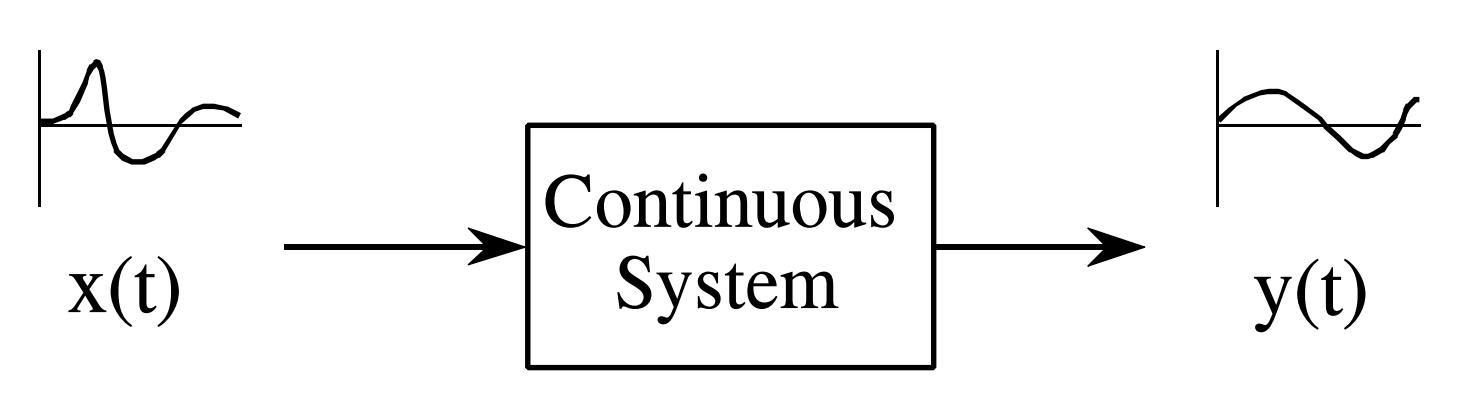 Continuous
System
x(t)
y(t)